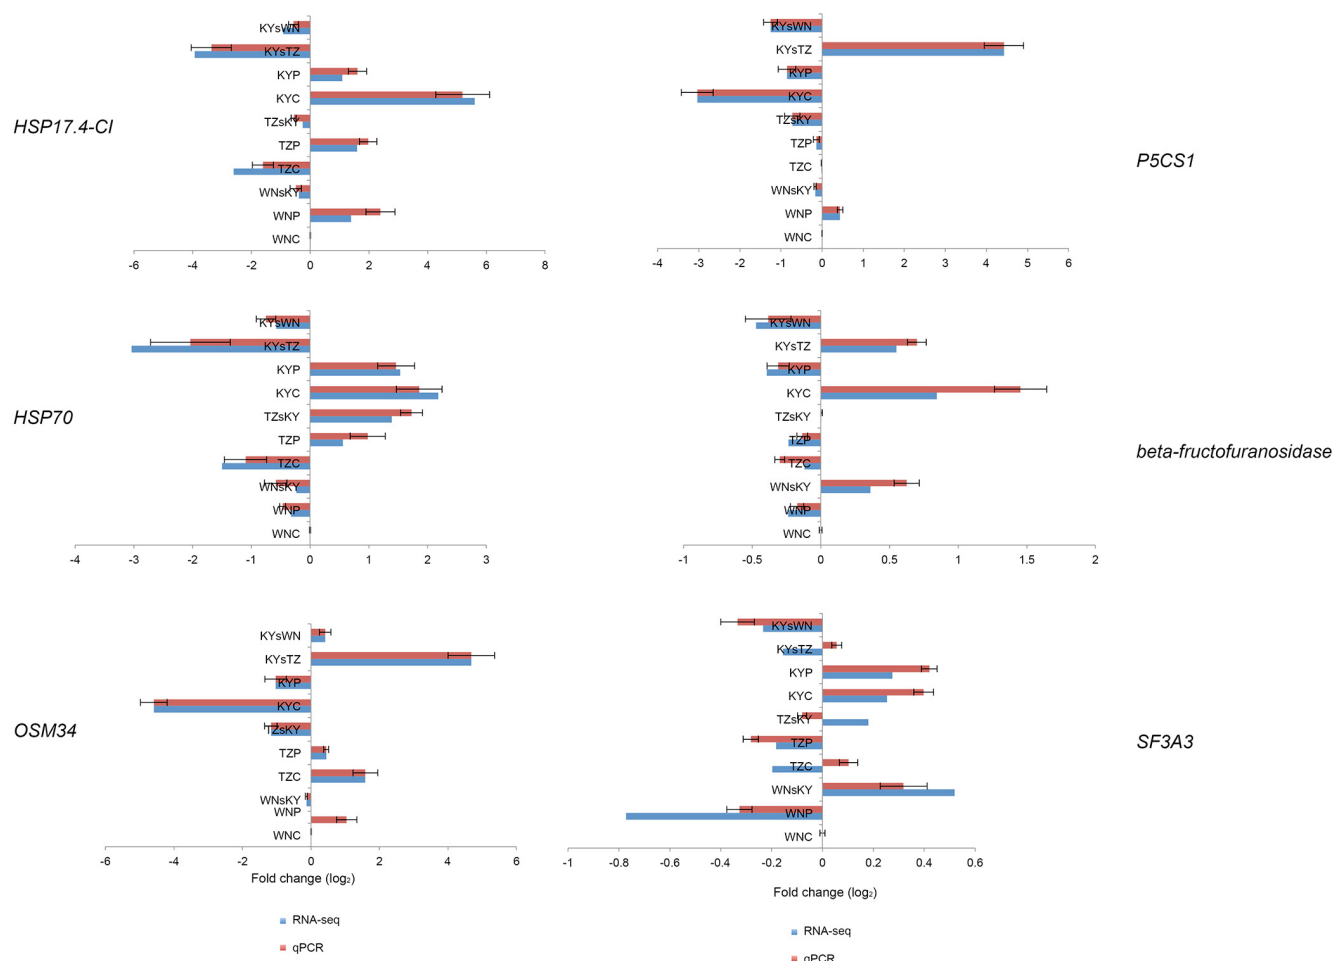 HSP17.4-CI
KYsWN
KYsTZ
KYP
KYC
TZsKY
TZP
TZC
WNsKY
WNP
WNC
-6 -4 -2 0 2 4 6 8
P5CS1
KYsWN
KYsTZ
KYP
KYC
TZsKY
TZP
TZC
WNsKY
WNP
WNC
-4 -3 -2 -1 0 1 2 3 4 5 6
HSP70
KYsWN
KYsTZ
KYP
KYC
TZsKY
TZP
TZC
WNsKY
WNP
WNC
-4 -3 -2 -1 0 1 2 3
beta-fructofuranosidase
KYsWN
KYsTZ
KYP
KYC
TZsKY
TZP
TZC
WNsKY
WNP
WNC
-1 -0.5 0 0.5 1 1.5 2
OSM34
KYsWN
KYsTZ
KYP
KYC
TZsKY
TZP
TZC
WNsKY
WNP
WNC
-6 -4 -2 0 2 4 6
Fold change (log₂)
RNA-seq
qPCR
SF3A3
KYsWN
KYsTZ
KYP
KYC
TZsKY
TZP
TZC
WNsKY
WNP
WNC
-1 -0.8 -0.6 -0.4 -0.2 0 0.2 0.4 0.6
Fold change (log₂)
RNA-seq
qPCR